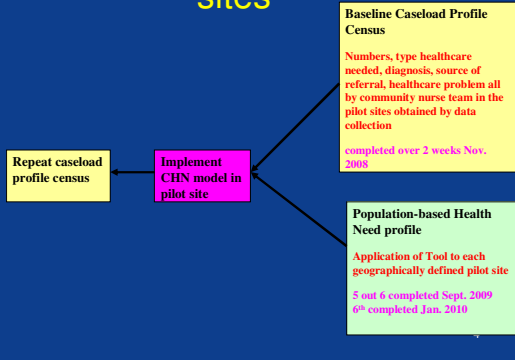 sites
Baseline Caseload Profile
Census
Numbers, type healthcare
needed, diagnosis, source of
referral, healthcare problem all
by community nurse team in the
pilot sites obtained by data
collection
completed over 2 weeks Nov.
2008
Repeat caseload
profile census
Implement
CHN model in
pilot site
Population-based Health
Need profile
Application of Tool to each
geographically defined pilot site
5 out 6 completed Sept. 2009
6th completed Jan. 2010